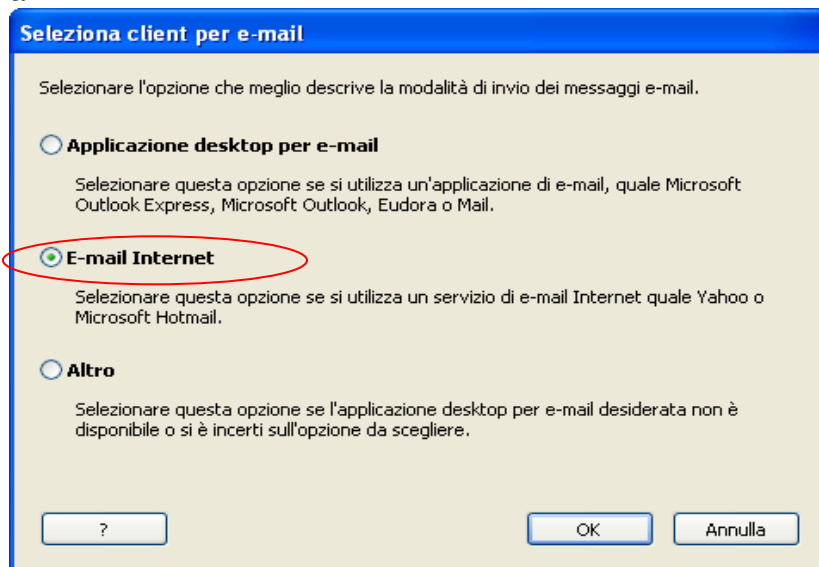 Seleziona client per e-mail
Selezionare l'opzione che meglio descrive la modalità di invio dei messaggi e-mail.
Applicazione desktop per e-mail
Selezionare questa opzione se si utilizza un'applicazione di e-mail, quale Microsoft
Outlook Express, Microsoft Outlook, Eudora o Mail.
E-mail Internet
Selezionare questa opzione se si utilizza un servizio di e-mail Internet quale Yahoo o
Microsoft Hotmail.
Altro
Selezionare questa opzione se l'applicazione desktop per e-mail desiderata non è
disponibile o si è incerti sull'opzione da scegliere.
? OK Annulla